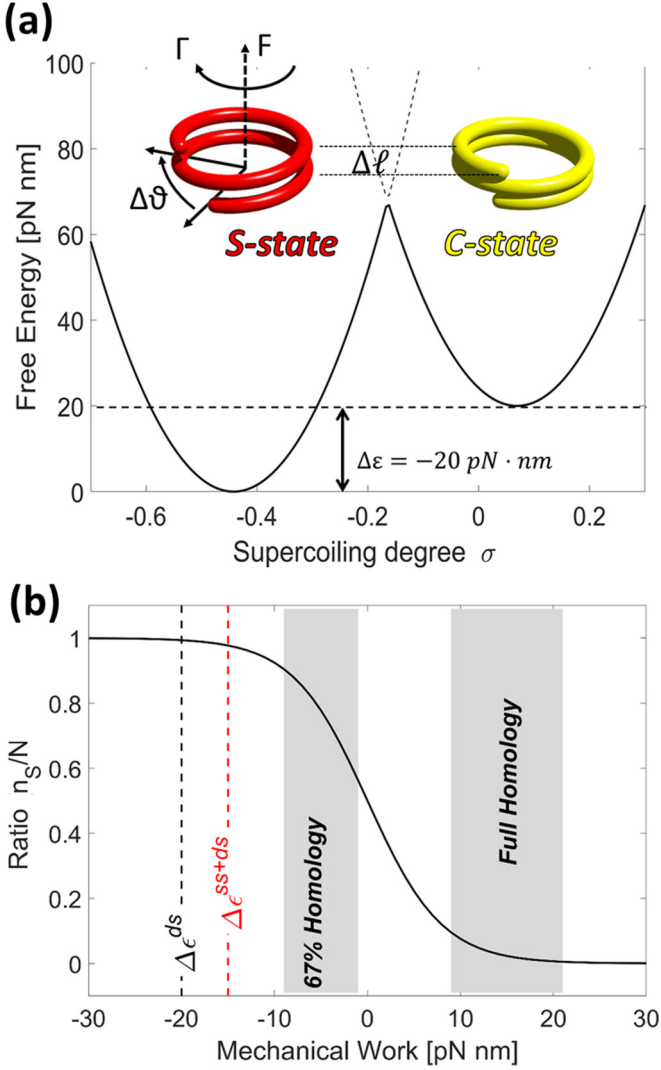 (a)
Γ
F
Δϑ
Δℓ
S-state
C-state
100
80
60
40
20
0
Free Energy [pN nm]
Δε = −20 pN · nm
-0.6
-0.4
-0.2
0
0.2
Supercoiling degree σ
(b)
1
0.8
0.6
0.4
0.2
0
Ratio n_S/N
Δϵ^ds
Δϵ^ss+ds
67% Homology
Full Homology
-30
-20
-10
0
10
20
30
Mechanical Work [pN nm]